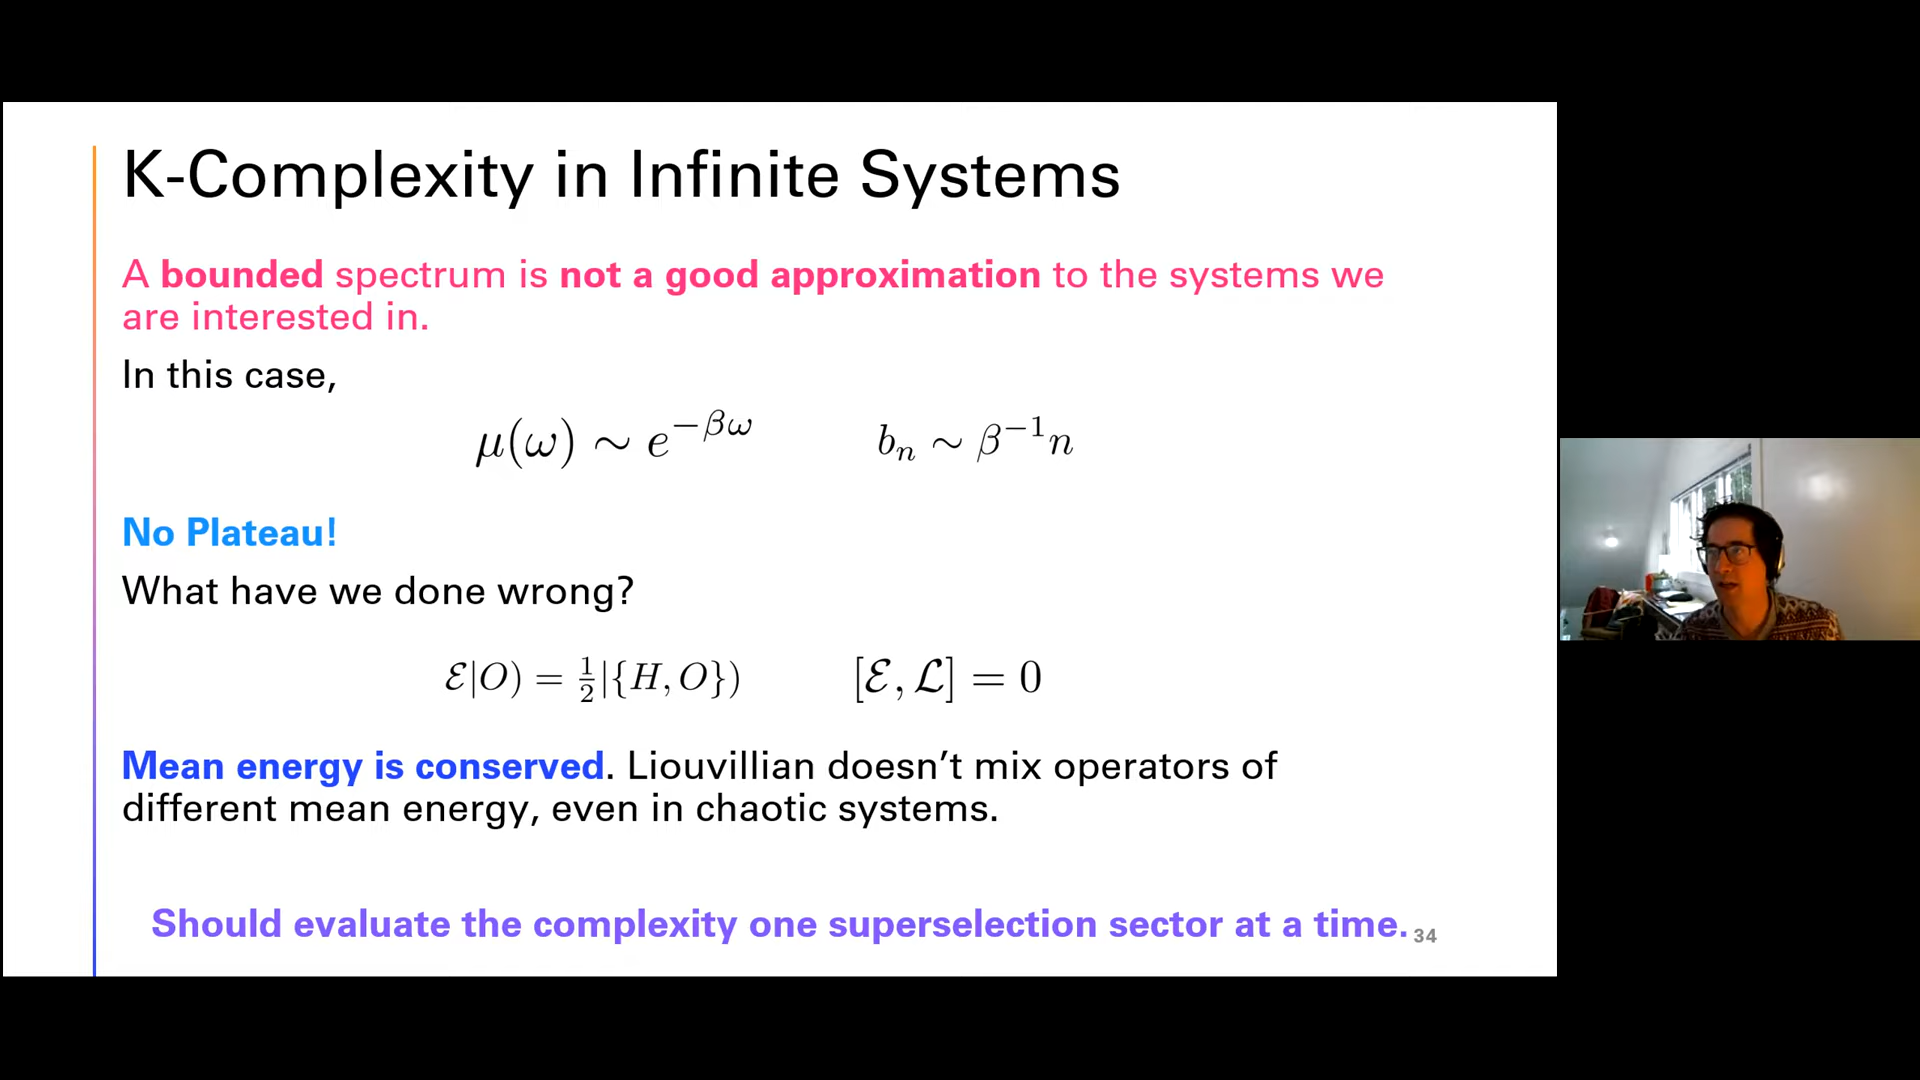 K-Complexity in Infinite Systems
A bounded spectrum is not a good approximation to the systems we
are interested in.
In this case,
μ(ω) ∼ e^{−βω}    b_n ∼ β^{−1}n
No Plateau!
What have we done wrong?
ℰ|O) = ½|{H, O})    [ℰ, ℒ] = 0
Mean energy is conserved. Liouvillian doesn’t mix operators of
different mean energy, even in chaotic systems.
Should evaluate the complexity one superselection sector at a time.
34